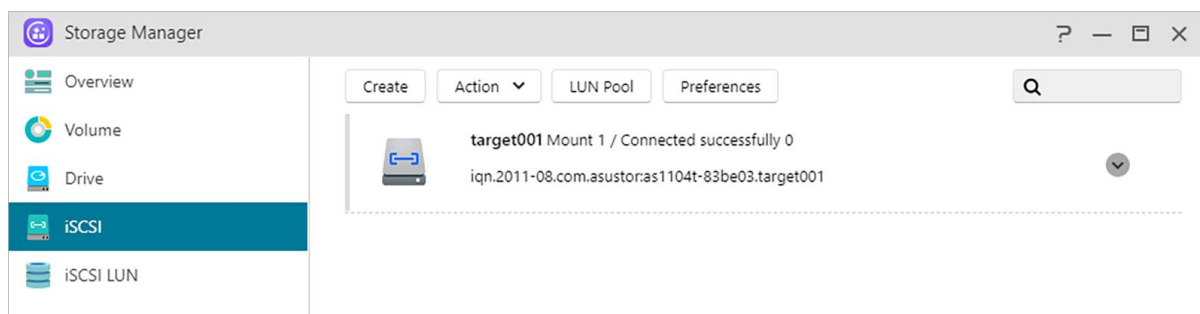 Storage Manager
Overview
Volume
Drive
iSCSI
iSCSI LUN
Create Action LUN Pool Preferences
target001 Mount 1 / Connected successfully 0
iqn.2011-08.com.asustor:as1104t-83be03.target001